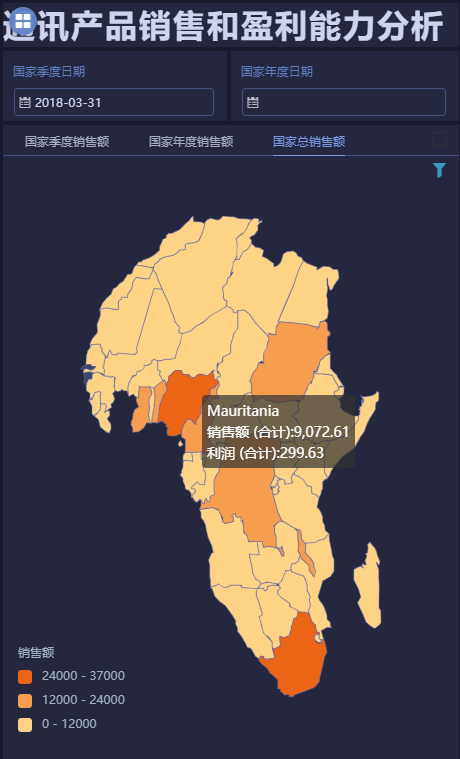 通讯产品销售和盈利能力分析
国家季度日期
国家年度日期
2018-03-31
国家季度销售额 国家年度销售额 国家总销售额
Mauritania
销售额 (合计):9,072.61
利润 (合计):299.63
销售额
24000 - 37000
12000 - 24000
0 - 12000